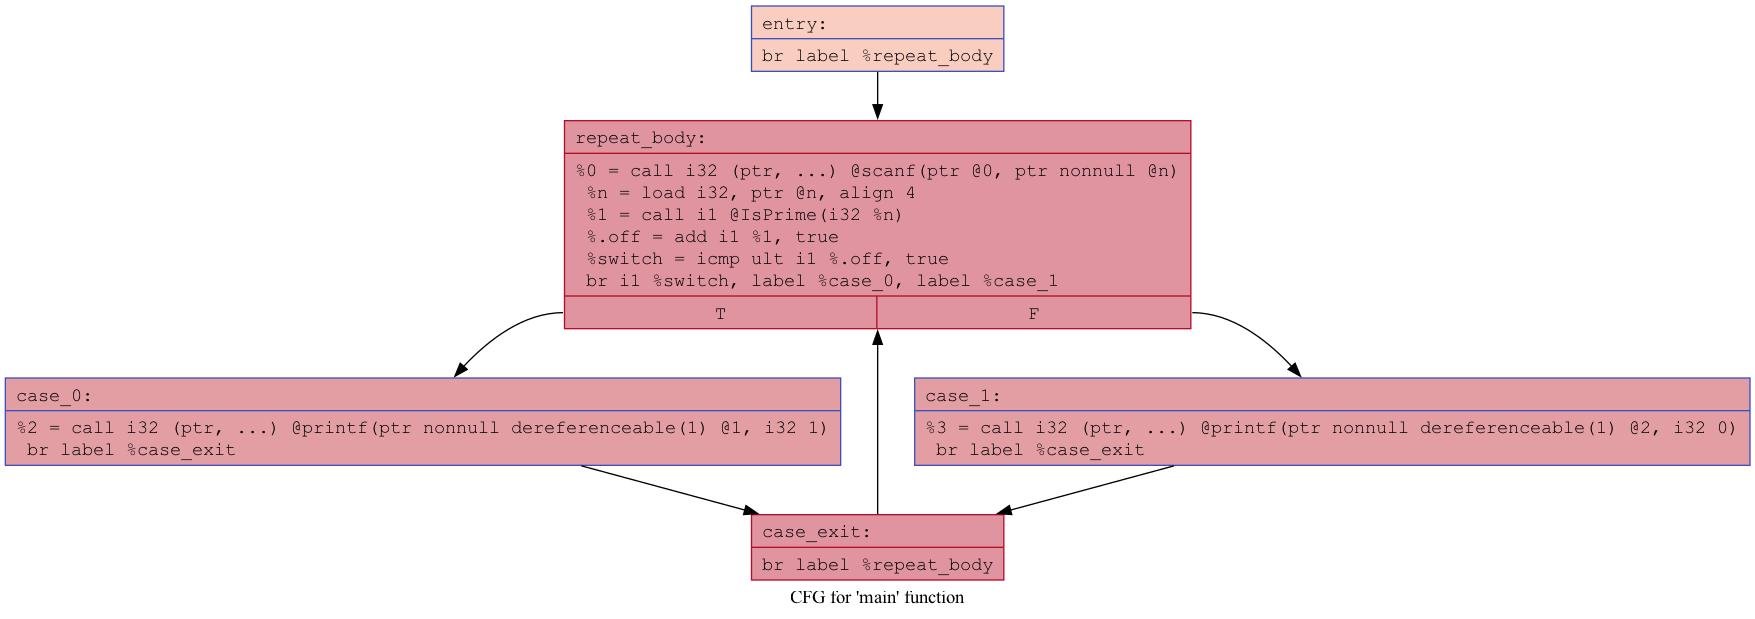 entry:
br label %repeat_body
repeat_body:
%0 = call i32 (ptr, ...) @scanf(ptr @0, ptr nonnull @n)
%n = load i32, ptr @n, align 4
%1 = call i1 @IsPrime(i32 %n)
%.off = add i1 %1, true
%switch = icmp ult i1 %.off, true
br i1 %switch, label %case_0, label %case_1
T
F
case_0:
%2 = call i32 (ptr, ...) @printf(ptr nonnull dereferenceable(1) @1, i32 1)
br label %case_exit
case_1:
%3 = call i32 (ptr, ...) @printf(ptr nonnull dereferenceable(1) @2, i32 0)
br label %case_exit
case_exit:
br label %repeat_body
CFG for 'main' function